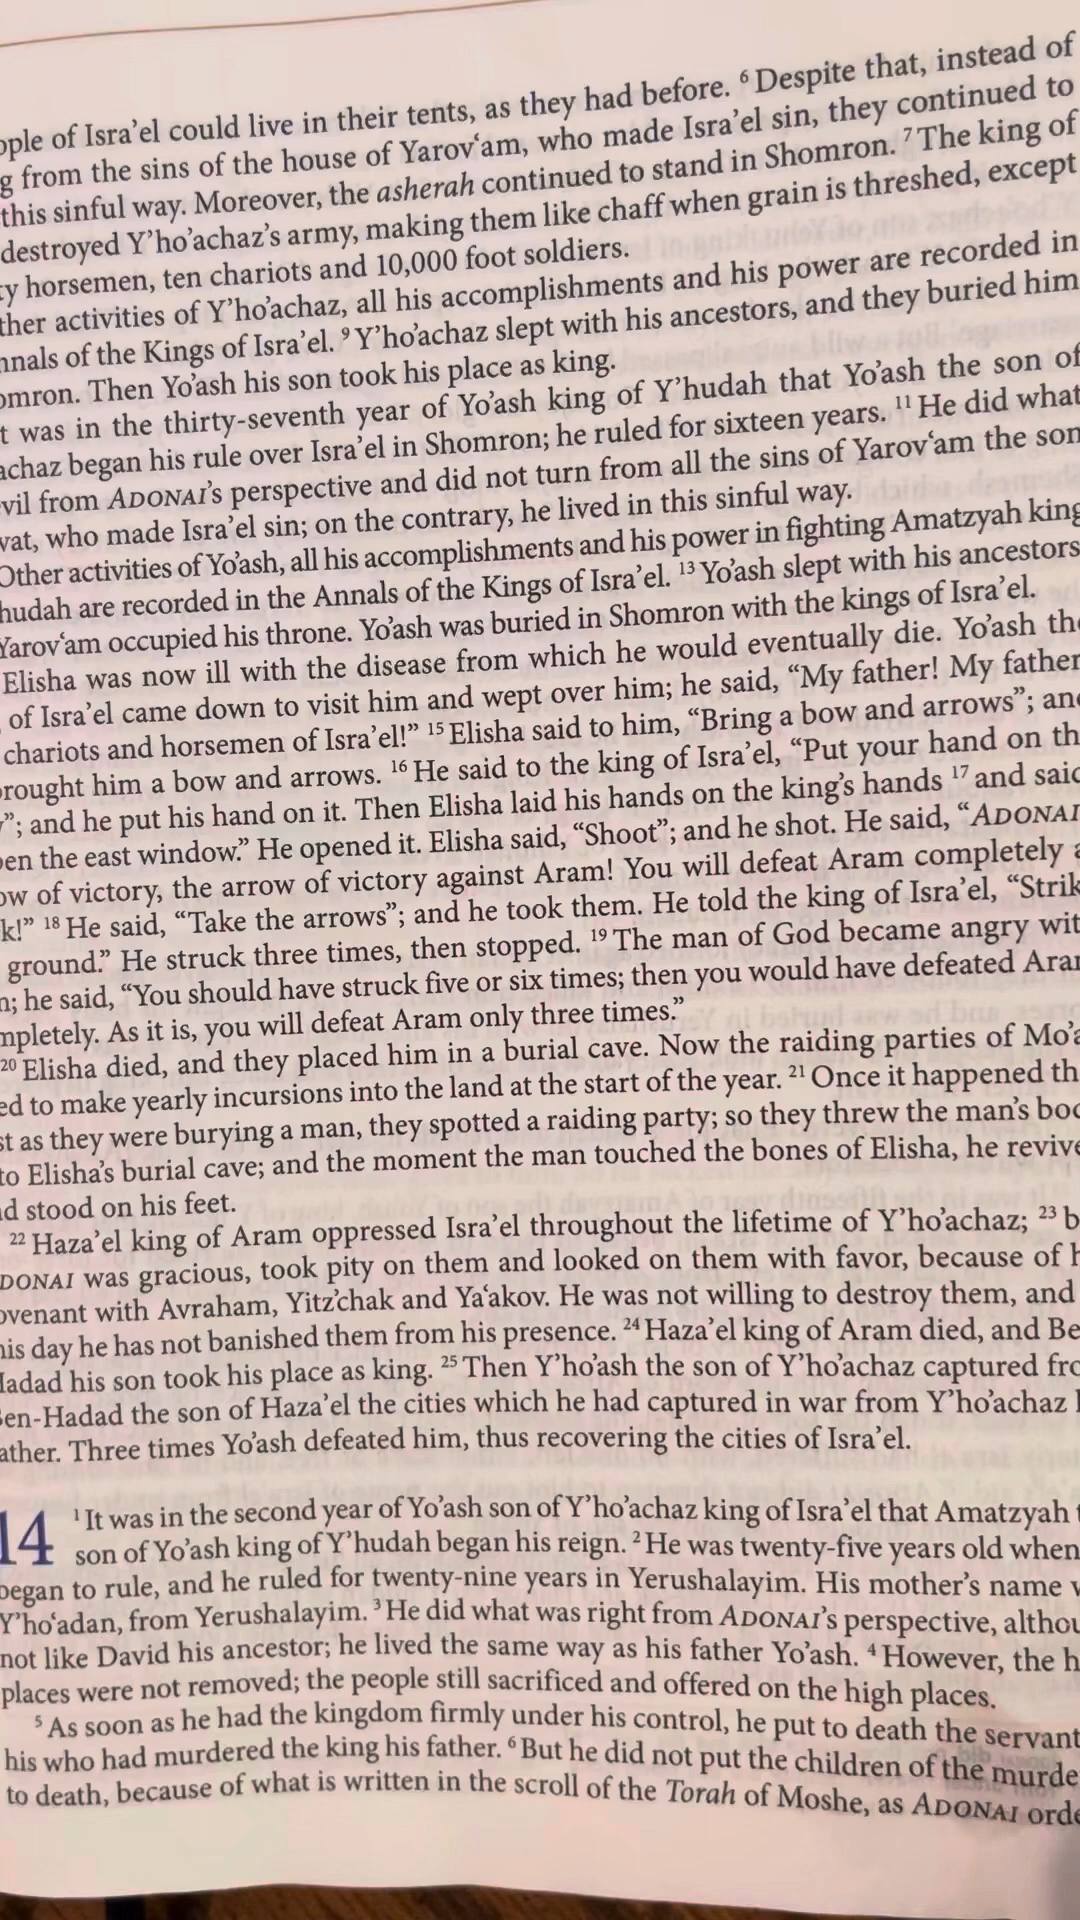 ople of Isra'el could live in their tents, as they had before. 6 Despite that, instead of
g from the sins of the house of Yarov‘am, who made Isra'el sin, they continued to
this sinful way. Moreover, the asherah continued to stand in Shomron. 7 The king of
destroyed Y'ho'achaz's army, making them like chaff when grain is threshed, except
ty horsemen, ten chariots and 10,000 foot soldiers.
ther activities of Y'ho'achaz, all his accomplishments and his power are recorded in
nnals of the Kings of Isra'el. 9 Y'ho'achaz slept with his ancestors, and they buried him
omron. Then Yo'ash his son took his place as king.
t was in the thirty-seventh year of Yo'ash king of Y'hudah that Yo'ash the son of
achaz began his rule over Isra'el in Shomron; he ruled for sixteen years. 11 He did what
vil from ADONAI's perspective and did not turn from all the sins of Yarov‘am the son
vat, who made Isra'el sin; on the contrary, he lived in this sinful way.
Other activities of Yo'ash, all his accomplishments and his power in fighting Amatzyah king
hudah are recorded in the Annals of the Kings of Isra'el. 13 Yo'ash slept with his ancestors
Yarov‘am occupied his throne. Yo'ash was buried in Shomron with the kings of Isra'el.
Elisha was now ill with the disease from which he would eventually die. Yo'ash the
of Isra'el came down to visit him and wept over him; he said, “My father! My father
chariots and horsemen of Isra'el!” 15 Elisha said to him, “Bring a bow and arrows”; and
rought him a bow and arrows. 16 He said to the king of Isra'el, “Put your hand on th
”; and he put his hand on it. Then Elisha laid his hands on the king's hands 17 and said
en the east window.” He opened it. Elisha said, “Shoot”; and he shot. He said, “ADONAI
ow of victory, the arrow of victory against Aram! You will defeat Aram completely a
k!” 18 He said, “Take the arrows”; and he took them. He told the king of Isra'el, “Strik
ground.” He struck three times, then stopped. 19 The man of God became angry wit
n; he said, “You should have struck five or six times; then you would have defeated Aram
mpletely. As it is, you will defeat Aram only three times.”
20 Elisha died, and they placed him in a burial cave. Now the raiding parties of Mo'a
ed to make yearly incursions into the land at the start of the year. 21 Once it happened th
st as they were burying a man, they spotted a raiding party; so they threw the man's bod
to Elisha's burial cave; and the moment the man touched the bones of Elisha, he revive
d stood on his feet.
22 Haza'el king of Aram oppressed Isra'el throughout the lifetime of Y'ho'achaz; 23 b
DONAI was gracious, took pity on them and looked on them with favor, because of h
ovenant with Avraham, Yitz'chak and Ya‘akov. He was not willing to destroy them, and
his day he has not banished them from his presence. 24 Haza'el king of Aram died, and Be
Hadad his son took his place as king. 25 Then Y'ho'ash the son of Y'ho'achaz captured fro
Ben-Hadad the son of Haza'el the cities which he had captured in war from Y'ho'achaz h
ather. Three times Yo'ash defeated him, thus recovering the cities of Isra'el.
14 1 It was in the second year of Yo'ash son of Y'ho'achaz king of Isra'el that Amatzyah t
son of Yo'ash king of Y'hudah began his reign. 2 He was twenty-five years old when
began to rule, and he ruled for twenty-nine years in Yerushalayim. His mother's name w
Y'ho‘adan, from Yerushalayim. 3 He did what was right from ADONAI's perspective, althou
not like David his ancestor; he lived the same way as his father Yo'ash. 4 However, the h
places were not removed; the people still sacrificed and offered on the high places.
5 As soon as he had the kingdom firmly under his control, he put to death the servant
his who had murdered the king his father. 6 But he did not put the children of the murde
to death, because of what is written in the scroll of the Torah of Moshe, as ADONAI orde